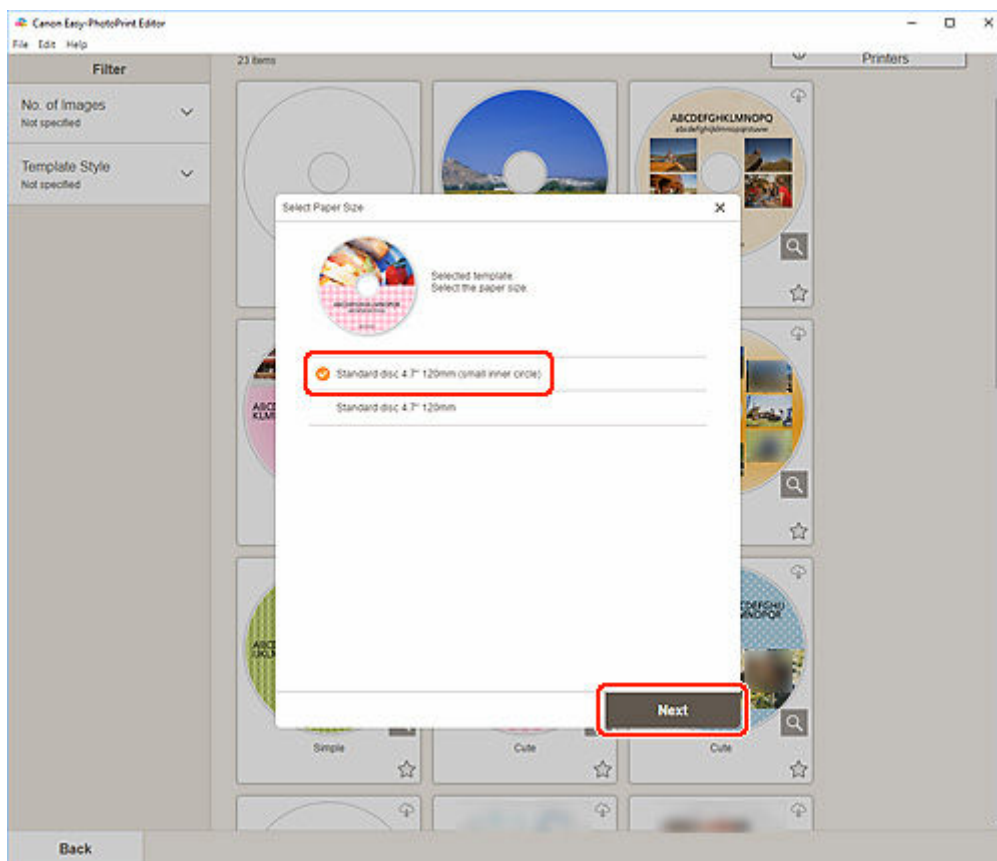 Canon Easy-PhotoPrint Editor
File Edit Help
Filter
23 items
Printers
No. of Images
Not specified
Template Style
Not specified
ABCDEFGHKLMNOPQ
Select Paper Size
Selected template.
Select the paper size.
Standard disc 4.7" 120mm (small inner circle)
Standard disc 4.7" 120mm
Next
Simple
Cute
Cute
Back